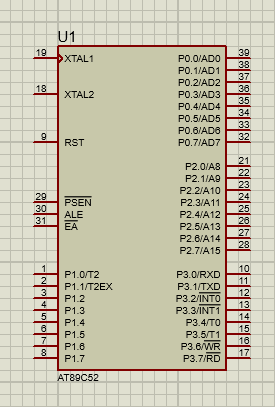 U1
19 XTAL1 P0.0/AD0 39
P0.1/AD1 38
P0.2/AD2 37
18 XTAL2 P0.3/AD3 36
P0.4/AD4 35
P0.5/AD5 34
P0.6/AD6 33
9 RST P0.7/AD7 32
P2.0/A8 21
P2.1/A9 22
P2.2/A10 23
29 PSEN P2.3/A11 24
30 ALE P2.4/A12 25
31 EA P2.5/A13 26
P2.6/A14 27
P2.7/A15 28
1 P1.0/T2 P3.0/RXD 10
2 P1.1/T2EX P3.1/TXD 11
3 P1.2 P3.2/INT0 12
4 P1.3 P3.3/INT1 13
5 P1.4 P3.4/T0 14
6 P1.5 P3.5/T1 15
7 P1.6 P3.6/WR 16
8 P1.7 P3.7/RD 17
AT89C52